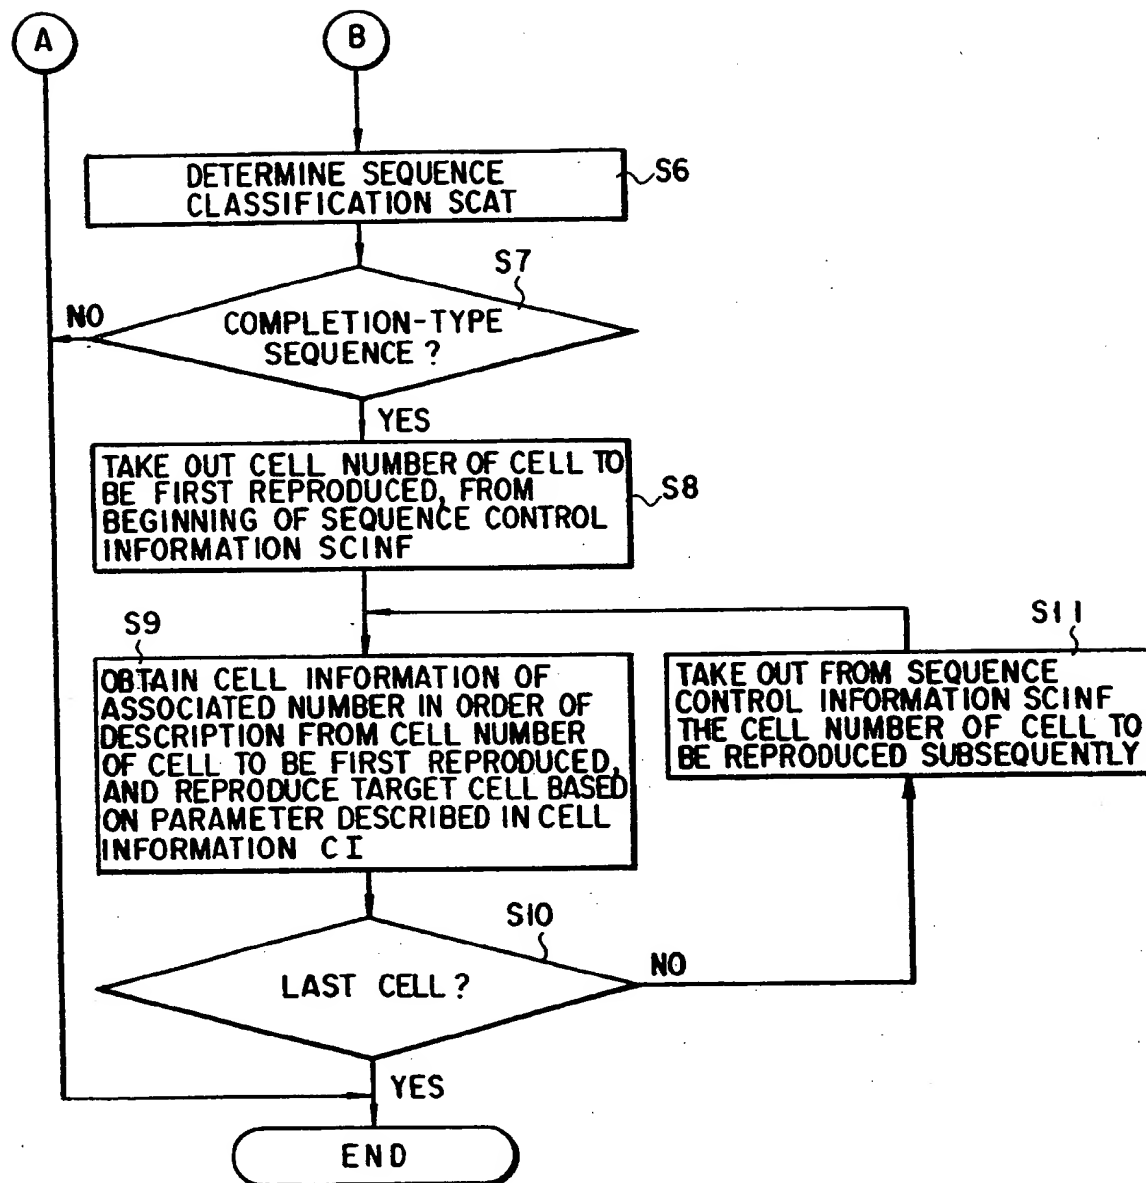 A
B
DETERMINE SEQUENCE
CLASSIFICATION SCAT
S6
S7
NO
COMPLETION-TYPE
SEQUENCE?
YES
TAKE OUT CELL NUMBER OF CELL TO
BE FIRST REPRODUCED, FROM
BEGINNING OF SEQUENCE CONTROL
INFORMATION SCINF
S8
S9
OBTAIN CELL INFORMATION OF
ASSOCIATED NUMBER IN ORDER OF
DESCRIPTION FROM CELL NUMBER
OF CELL TO BE FIRST REPRODUCED,
AND REPRODUCE TARGET CELL BASED
ON PARAMETER DESCRIBED IN CELL
INFORMATION CI
S11
TAKE OUT FROM SEQUENCE
CONTROL INFORMATION SCINF
THE CELL NUMBER OF CELL TO
BE REPRODUCED SUBSEQUENTLY
S10
LAST CELL?
NO
YES
END